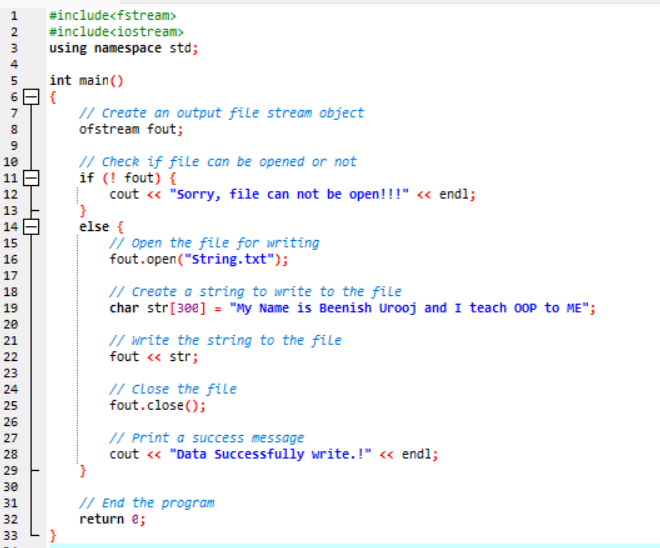 1 #include<fstream>
2 #include<iostream>
3 using namespace std;
4
5 int main()
6 {
7 // Create an output file stream object
8 ofstream fout;
9
10 // Check if file can be opened or not
11 if (! fout) {
12 cout << "Sorry, file can not be open!!!" << endl;
13 }
14 else {
15 // Open the file for writing
16 fout.open("String.txt");
17
18 // Create a string to write to the file
19 char str[300] = "My Name is Beenish Urooj and I teach OOP to ME";
20
21 // Write the string to the file
22 fout << str;
23
24 // Close the file
25 fout.close();
26
27 // Print a success message
28 cout << "Data Successfully write.!" << endl;
29 }
30
31 // End the program
32 return 0;
33 }